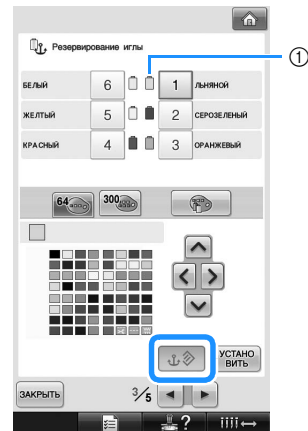 Резервирование иглы
①
БЕЛЫЙ 6 1 ЛЬНЯНОЙ
ЖЕЛТЫЙ 5 2 СЕРОЗЕЛЕНЫЙ
КРАСНЫЙ 4 3 ОРАНЖЕВЫЙ
64 300
УСТАНО
ВИТЬ
ЗАКРЫТЬ 3/5
?